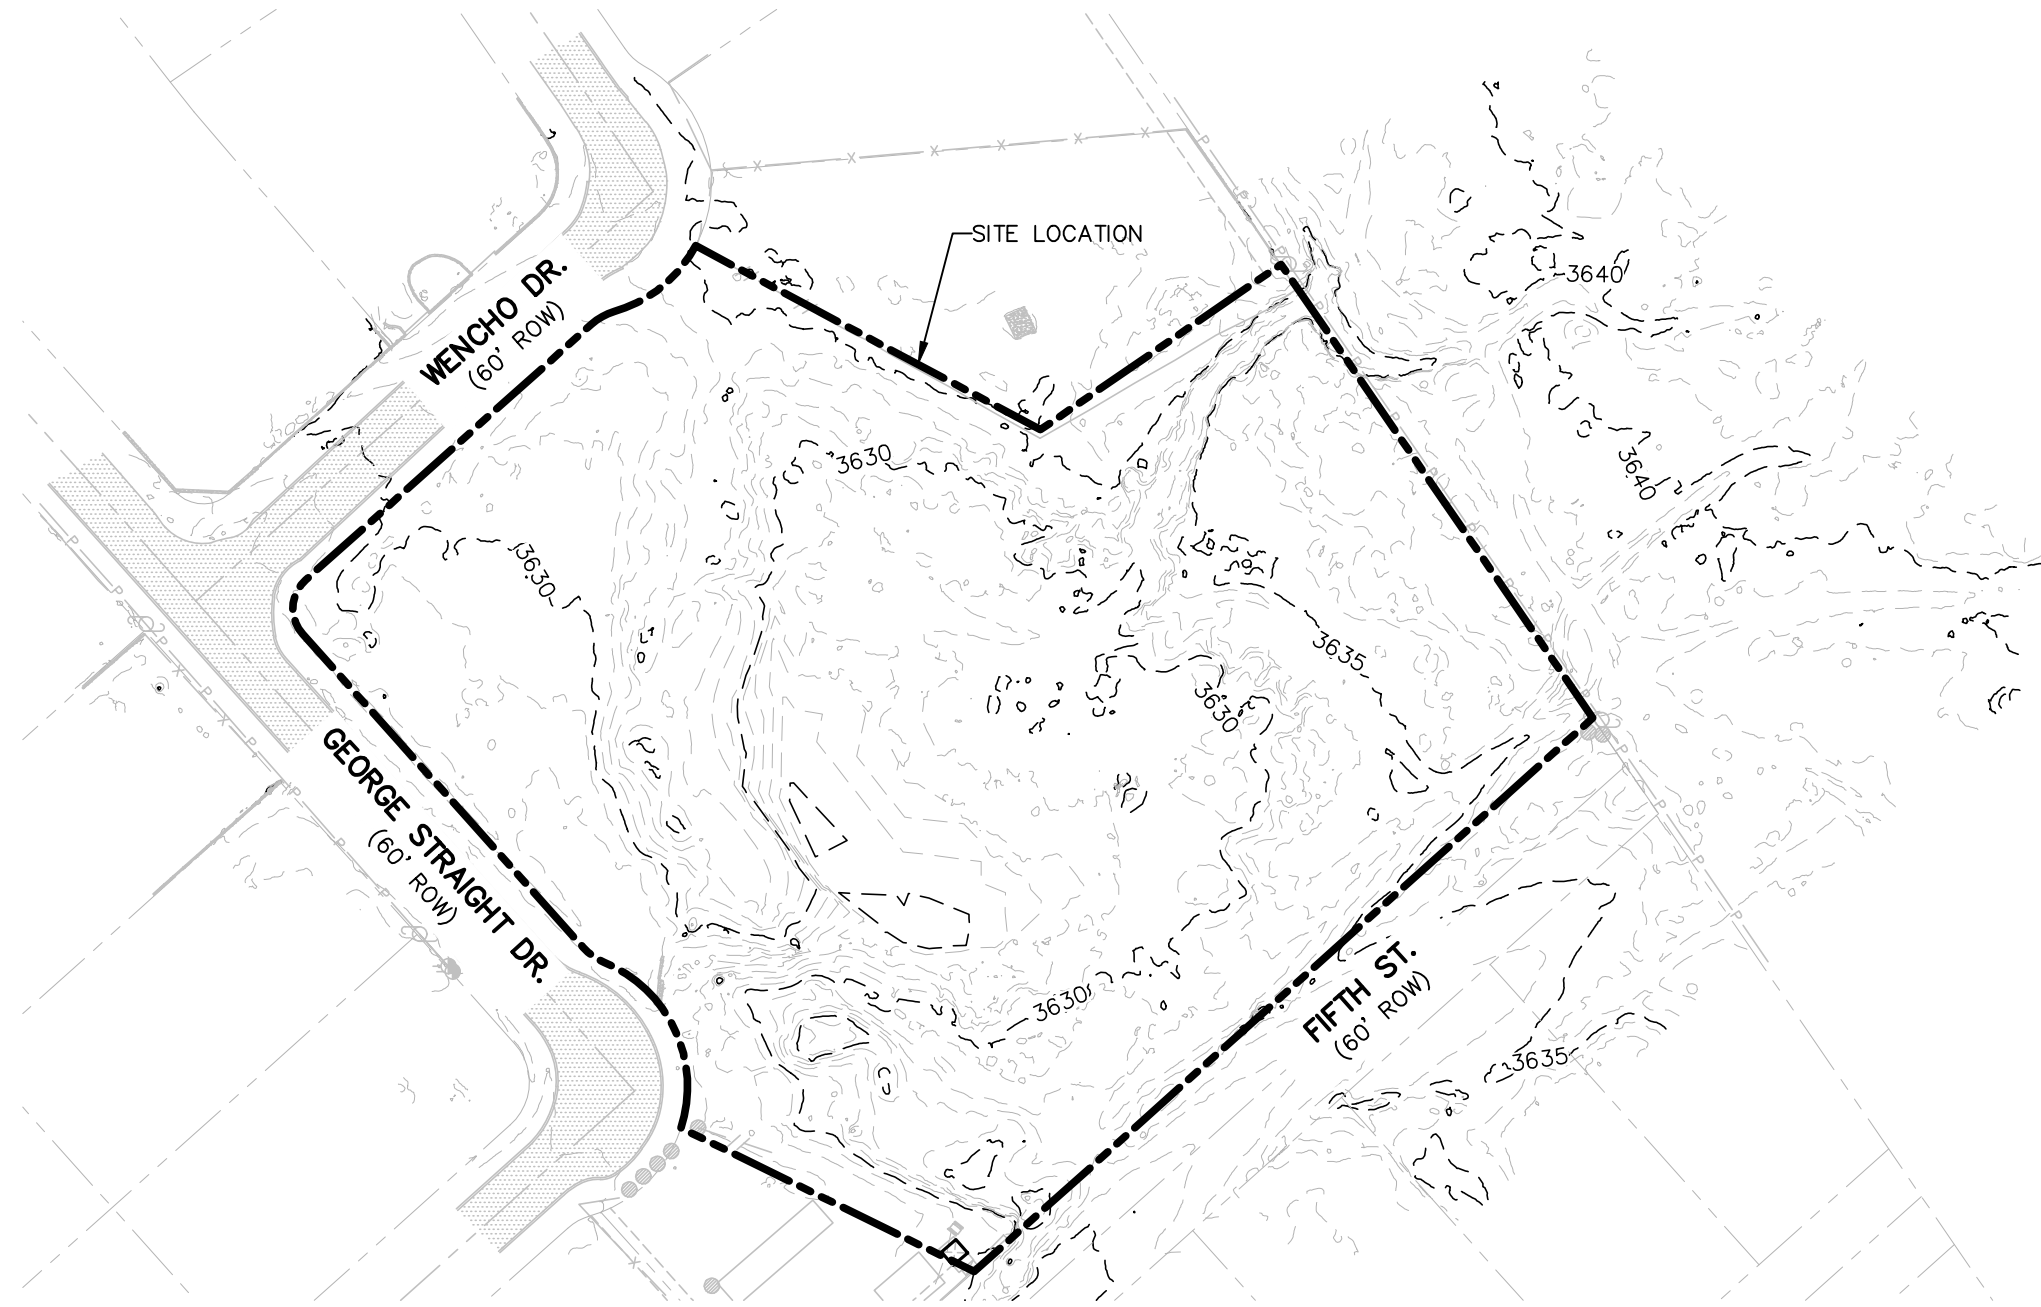 SITE LOCATION
3640
WENCHO DR.
(60' ROW)
3630
3640
3630
3635
3630
GEORGE STRAIGHT DR.
(60' ROW)
3630
FIFTH ST.
(60' ROW)
3635